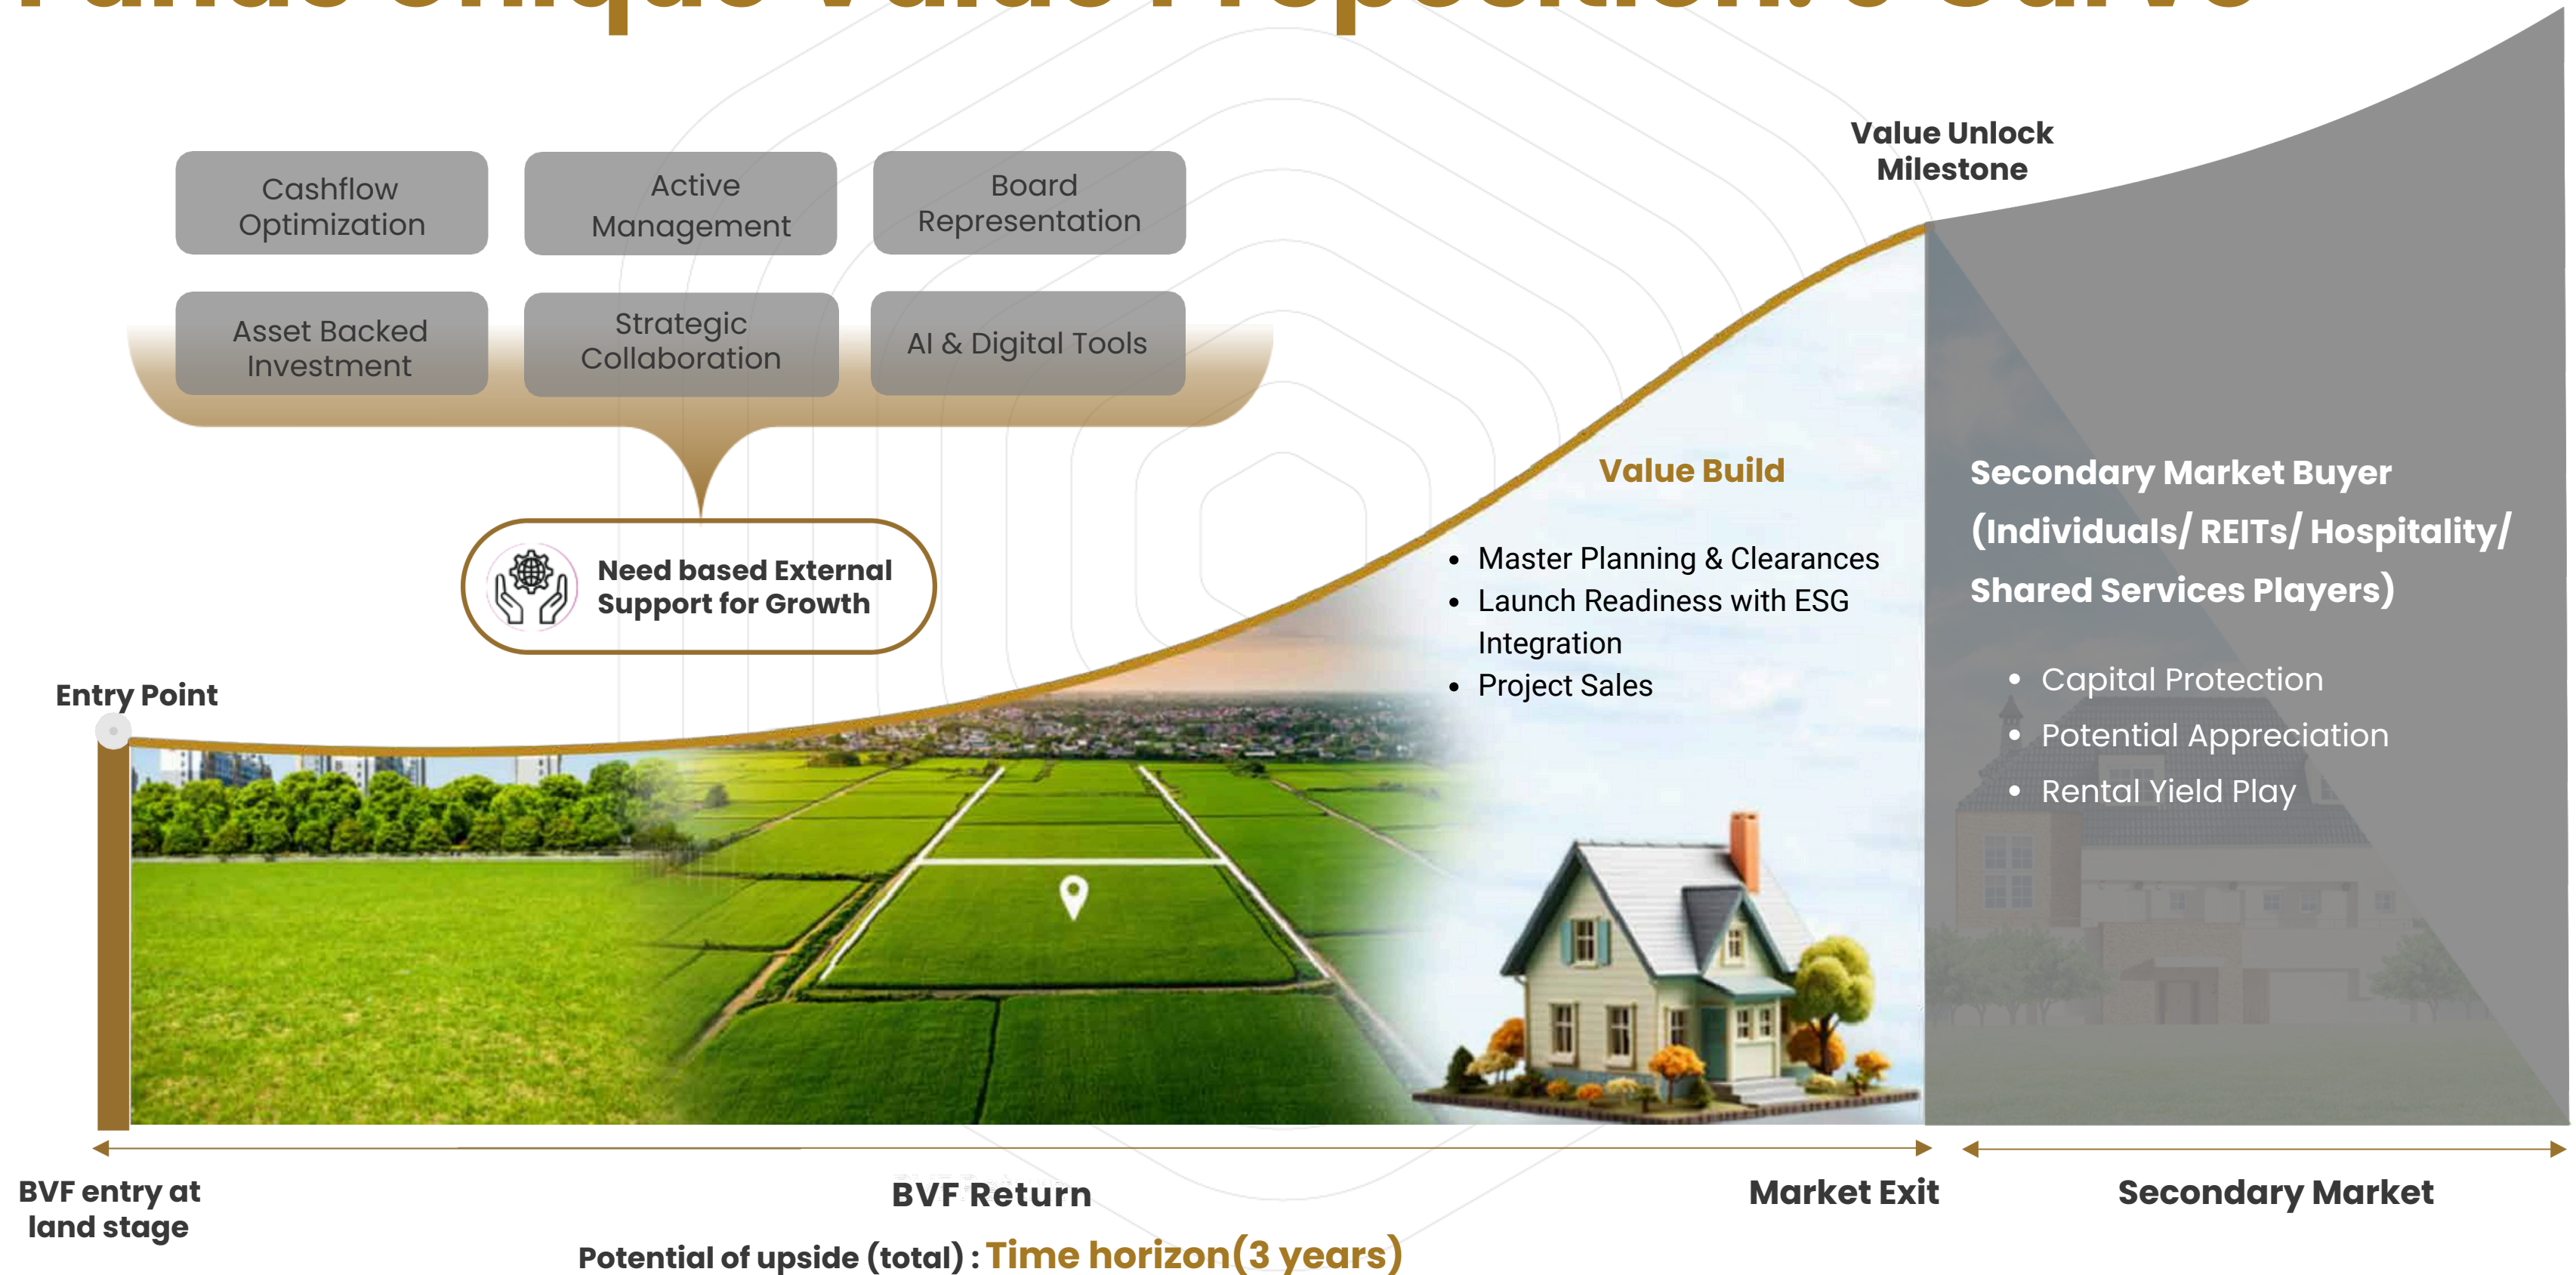 Value Unlock
Milestone
Cashflow
Optimization
Active
Management
Board
Representation
Asset Backed
Investment
Strategic
Collaboration
AI & Digital Tools
Need based External
Support for Growth
Entry Point
Value Build
• Master Planning & Clearances
• Launch Readiness with ESG
Integration
• Project Sales
Secondary Market Buyer
(Individuals/ REITs/ Hospitality/
Shared Services Players)
• Capital Protection
• Potential Appreciation
• Rental Yield Play
BVF entry at
land stage
BVF Return
Market Exit
Secondary Market
Potential of upside (total) : Time horizon(3 years)